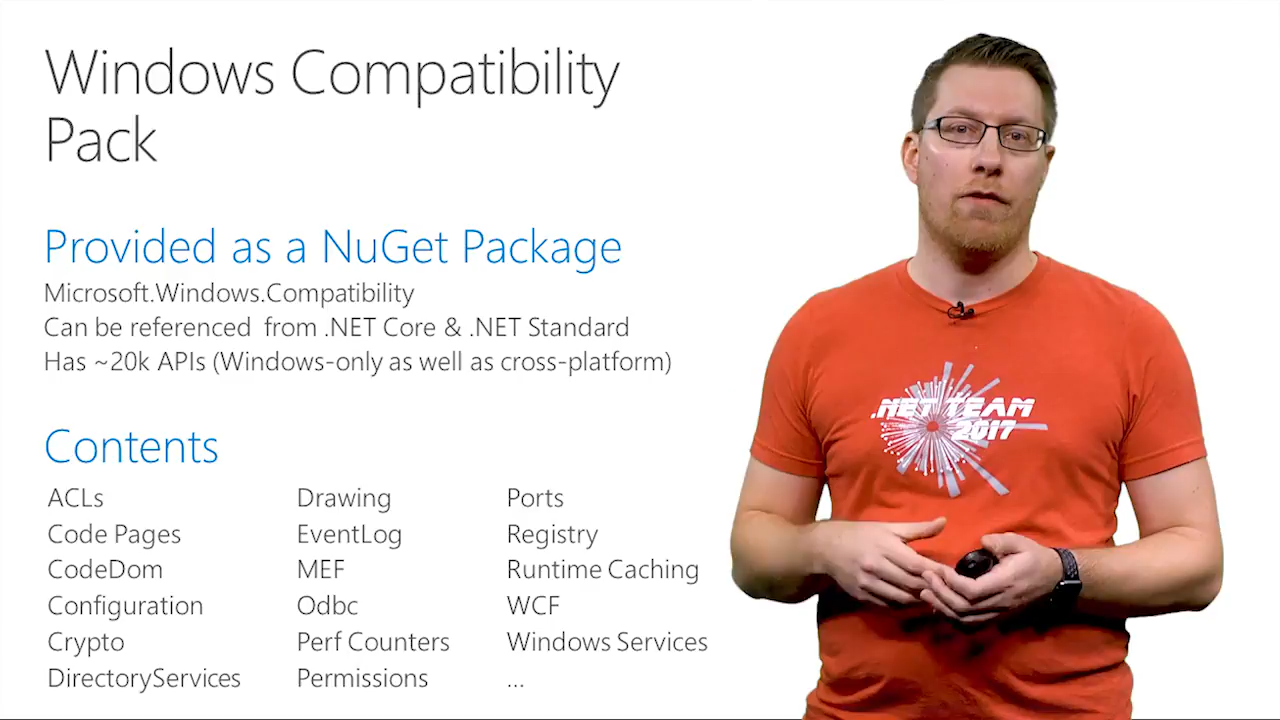 Windows Compatibility
Pack
Provided as a NuGet Package
Microsoft.Windows.Compatibility
Can be referenced from .NET Core & .NET Standard
Has ~20k APIs (Windows-only as well as cross-platform)
Contents
ACLs
Code Pages
CodeDom
Configuration
Crypto
DirectoryServices
Drawing
EventLog
MEF
Odbc
Perf Counters
Permissions
Ports
Registry
Runtime Caching
WCF
Windows Services
...
.NET TEAM
2017